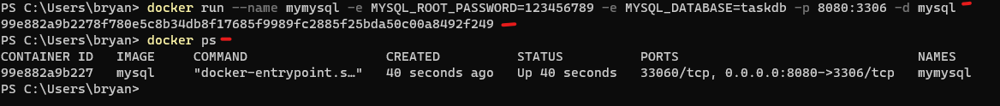 PS C:\Users\bryan> docker run --name mymysql -e MYSQL_ROOT_PASSWORD=123456789 -e MYSQL_DATABASE=taskdb -p 8080:3306 -d mysql
99e882a9b2278f780e5c8b34db8f17685f9989fc2885f25bda50c00a8492f249
PS C:\Users\bryan> docker ps
CONTAINER ID   IMAGE     COMMAND                  CREATED          STATUS          PORTS                               NAMES
99e882a9b227   mysql     "docker-entrypoint.s…"   40 seconds ago   Up 40 seconds   33060/tcp, 0.0.0.0:8080->3306/tcp   mymysql
PS C:\Users\bryan>